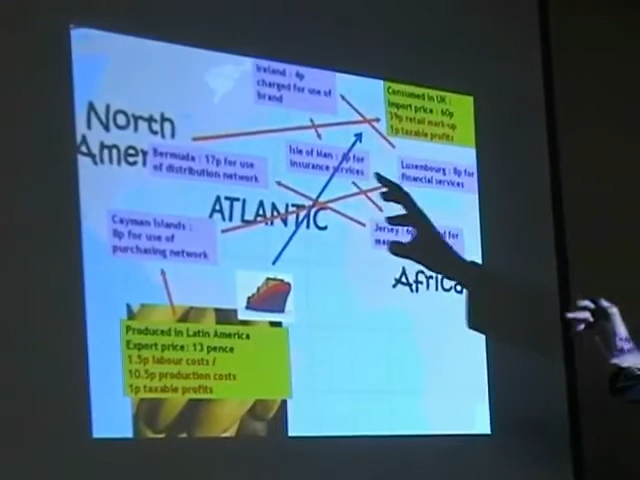 Ireland : 4p
charged for use of
brand
Consumed in UK :
Import price : 60p
39p retail mark-up
1p taxable profits
North
Amer
Bermuda : 17p for use
of distribution network
Isle of Man : for
insurance services
Luxembourg : 8p for
financial services
ATLANTIC
Cayman Islands :
8p for use of
purchasing network
Jersey : for
Africa
Produced in Latin America
Export price: 13 pence
1.5p labour costs /
10.5p production costs
1p taxable profits